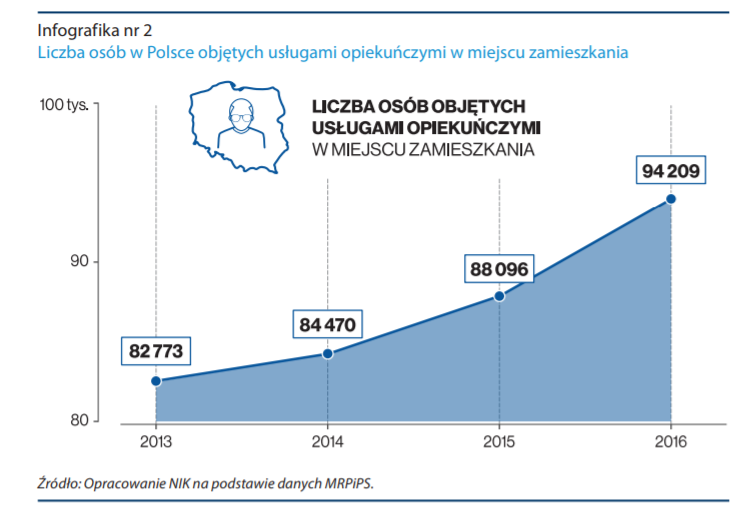 Infografika nr 2
Liczba osób w Polsce objętych usługami opiekuńczymi w miejscu zamieszkania
100 tys.
LICZBA OSÓB OBJĘTYCH
USŁUGAMI OPIEKUŃCZYMI
W MIEJSCU ZAMIESZKANIA
94 209
90
88 096
84 470
82 773
80
2013 2014 2015 2016
Źródło: Opracowanie NIK na podstawie danych MRPiPS.